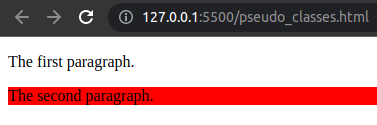 127.0.0.1:5500/pseudo_classes.html
The first paragraph.
The second paragraph.